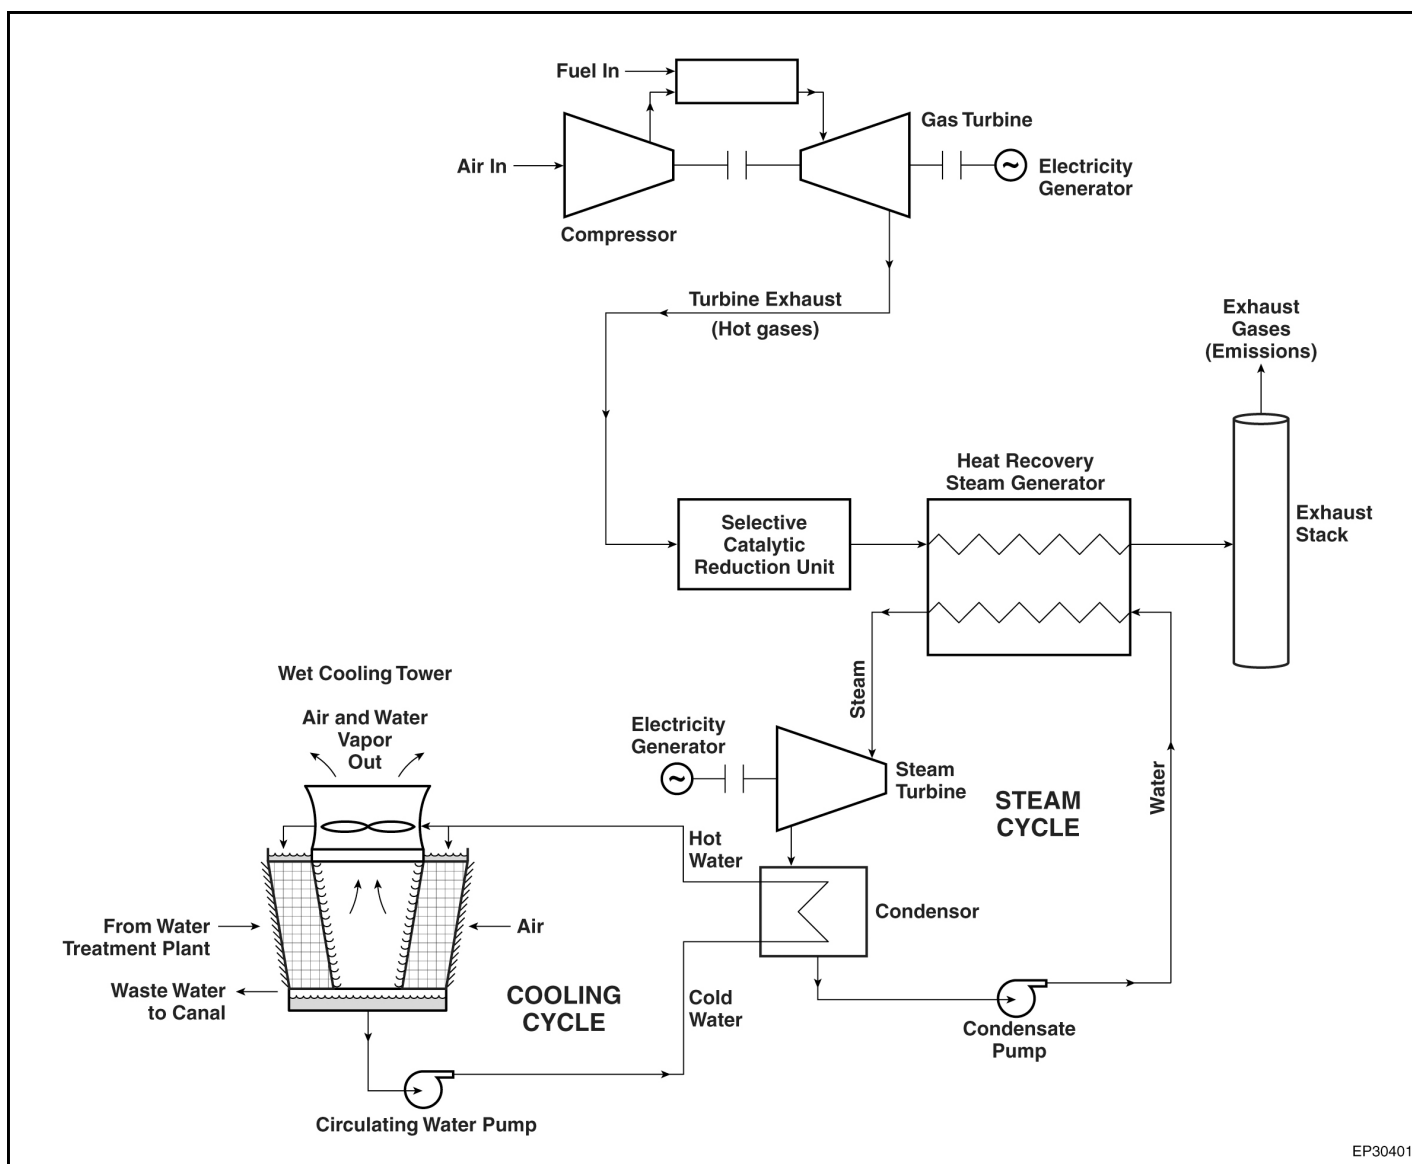 Fuel In
Gas Turbine
Air In
Electricity
Generator
Compressor
Turbine Exhaust
(Hot gases)
Exhaust
Gases
(Emissions)
Heat Recovery
Steam Generator
Selective
Catalytic
Reduction Unit
Exhaust
Stack
Wet Cooling Tower
Air and Water
Vapor
Out
Steam
Electricity
Generator
Steam
Turbine
STEAM
CYCLE
Water
Hot
Water
Condensor
From Water
Treatment Plant
Air
Waste Water
to Canal
COOLING
CYCLE
Cold
Water
Condensate
Pump
Circulating Water Pump
EP30401